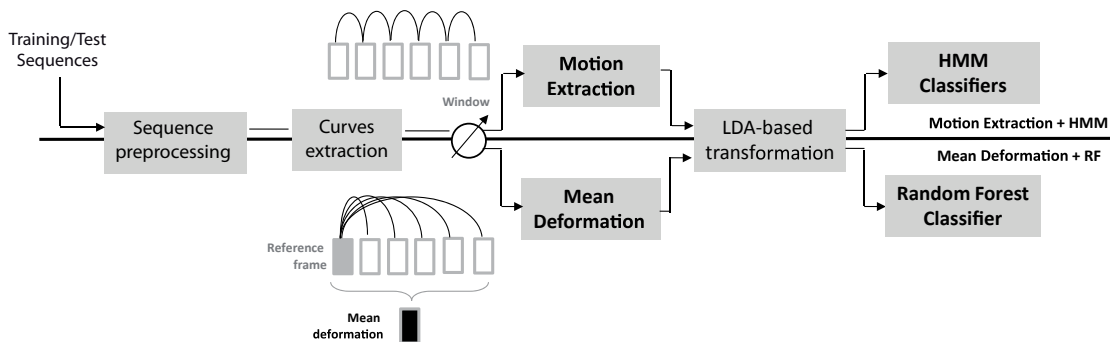 Training/Test
Sequences
Sequence
preprocessing
Curves
extraction
Window
Motion
Extraction
Mean
Deformation
LDA-based
transformation
HMM
Classifiers
Motion Extraction + HMM
Mean Deformation + RF
Random Forest
Classifier
Reference
frame
Mean
deformation